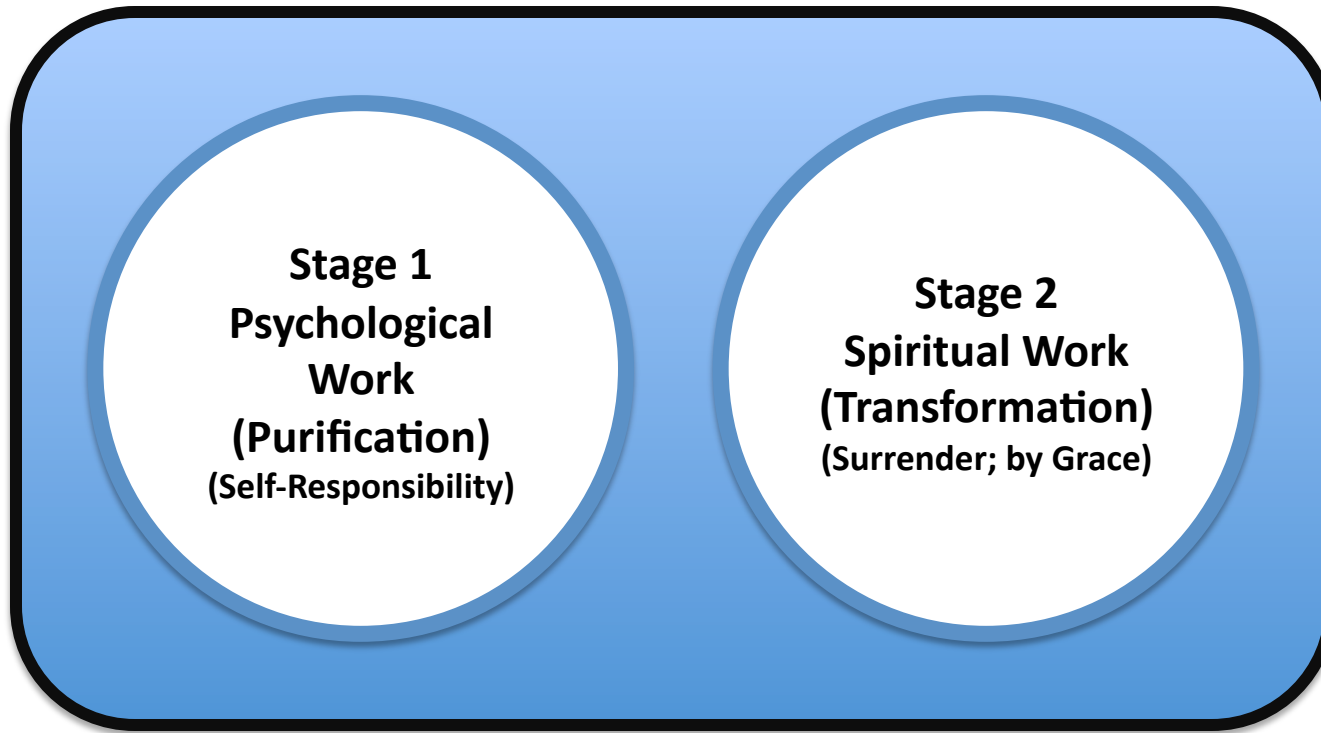 Stage 1
Psychological
Work
(Purification)
(Self-Responsibility)
Stage 2
Spiritual Work
(Transformation)
(Surrender; by Grace)